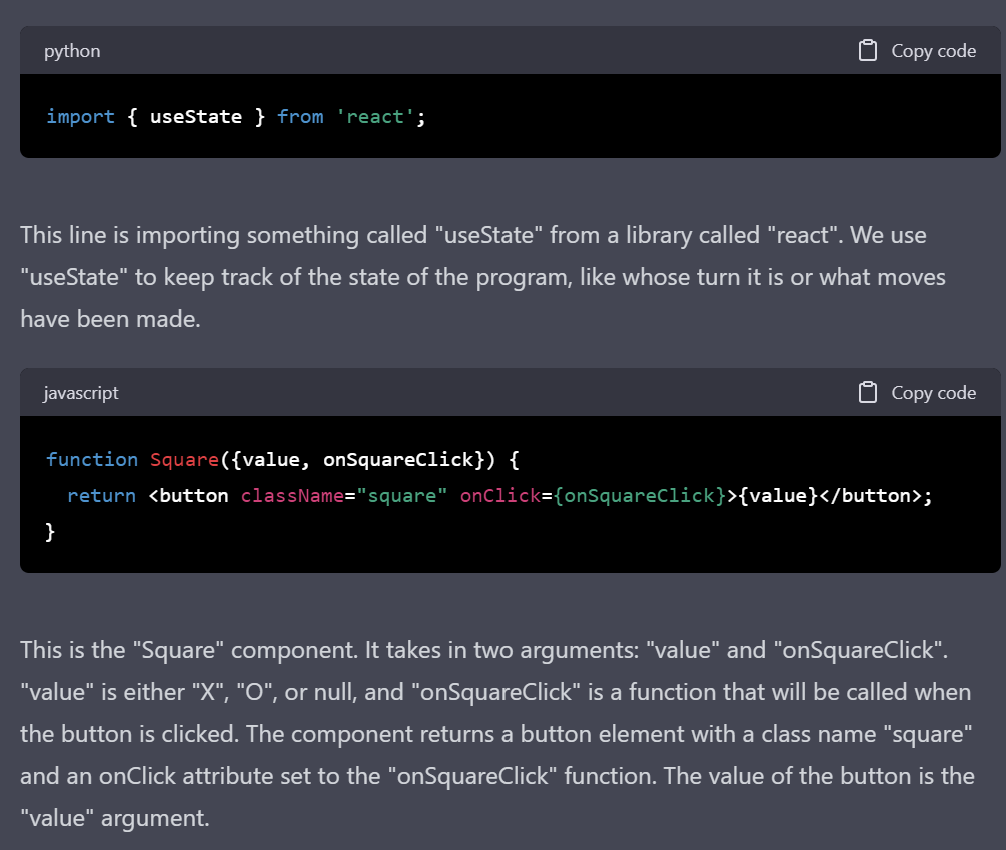 python
Copy code
import { useState } from 'react';
This line is importing something called "useState" from a library called "react". We use
"useState" to keep track of the state of the program, like whose turn it is or what moves
have been made.
javascript
Copy code
function Square({value, onSquareClick}) {
  return <button className="square" onClick={onSquareClick}>{value}</button>;
}
This is the "Square" component. It takes in two arguments: "value" and "onSquareClick".
"value" is either "X", "O", or null, and "onSquareClick" is a function that will be called when
the button is clicked. The component returns a button element with a class name "square"
and an onClick attribute set to the "onSquareClick" function. The value of the button is the
"value" argument.